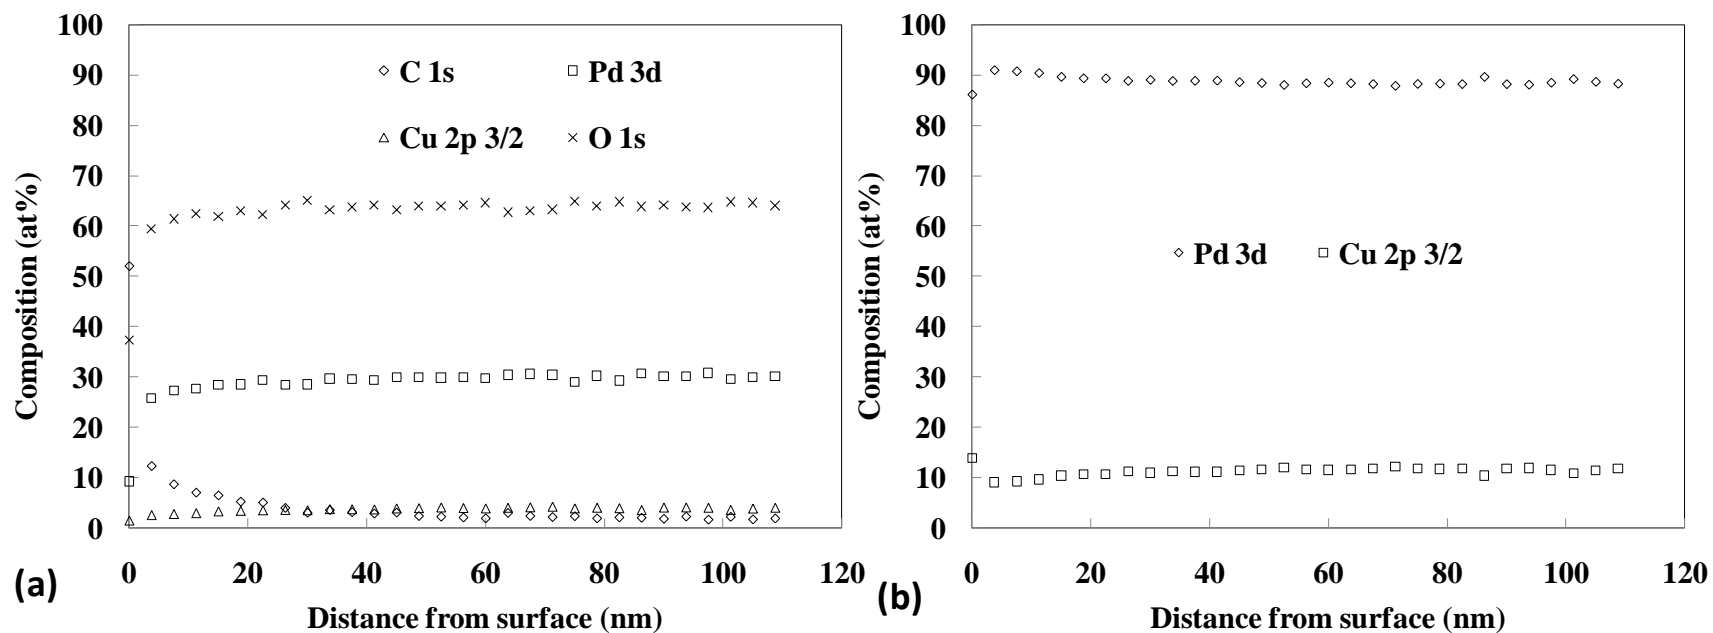 Composition (at%)
100
90
80
70
60
50
40
30
20
10
0
C 1s
Pd 3d
Cu 2p 3/2
O 1s
0 20 40 60 80 100 120
Distance from surface (nm)
(a)
Composition (at%)
100
90
80
70
60
50
40
30
20
10
0
Pd 3d
Cu 2p 3/2
0 20 40 60 80 100 120
Distance from surface (nm)
(b)